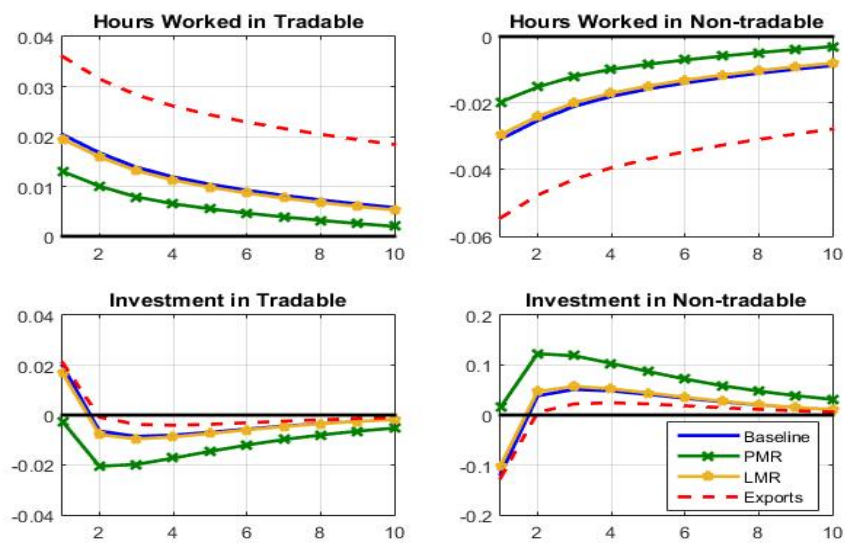 Hours Worked in Tradable
0.04
0.03
0.02
0.01
0
2 4 6 8 10
Hours Worked in Non-tradable
0
-0.02
-0.04
-0.06
2 4 6 8 10
Investment in Tradable
0.04
0.02
0
-0.02
-0.04
2 4 6 8 10
Investment in Non-tradable
0.2
0.1
0
-0.1
-0.2
2 4 6 8 10
Baseline
PMR
LMR
Exports